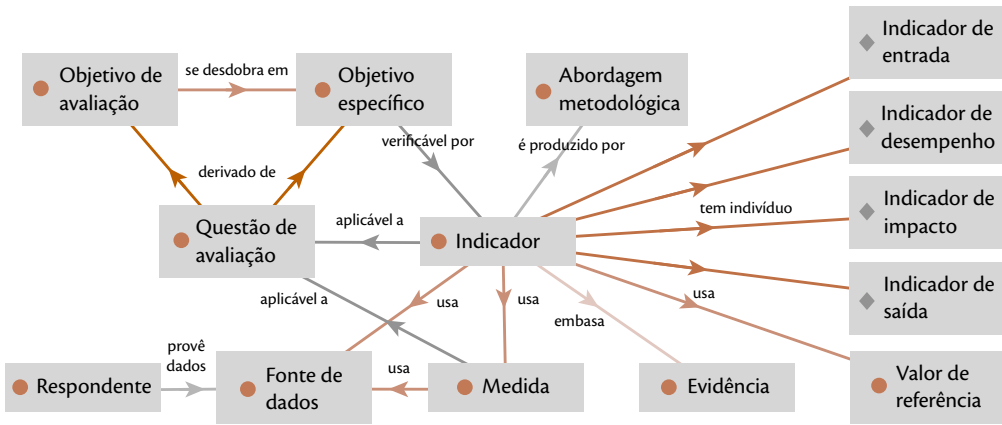 Objetivo de
avaliação
se desdobra em
Objetivo
específico
Abordagem
metodológica
Indicador de
entrada
Indicador de
desempenho
verificável por
é produzido por
derivado de
Questão de
avaliação
aplicável a
Indicador
tem indivíduo
Indicador de
impacto
aplicável a
usa
usa
embasa
usa
Indicador de
saída
provê
dados
Respondente
Fonte de
dados
usa
Medida
Evidência
Valor de
referência